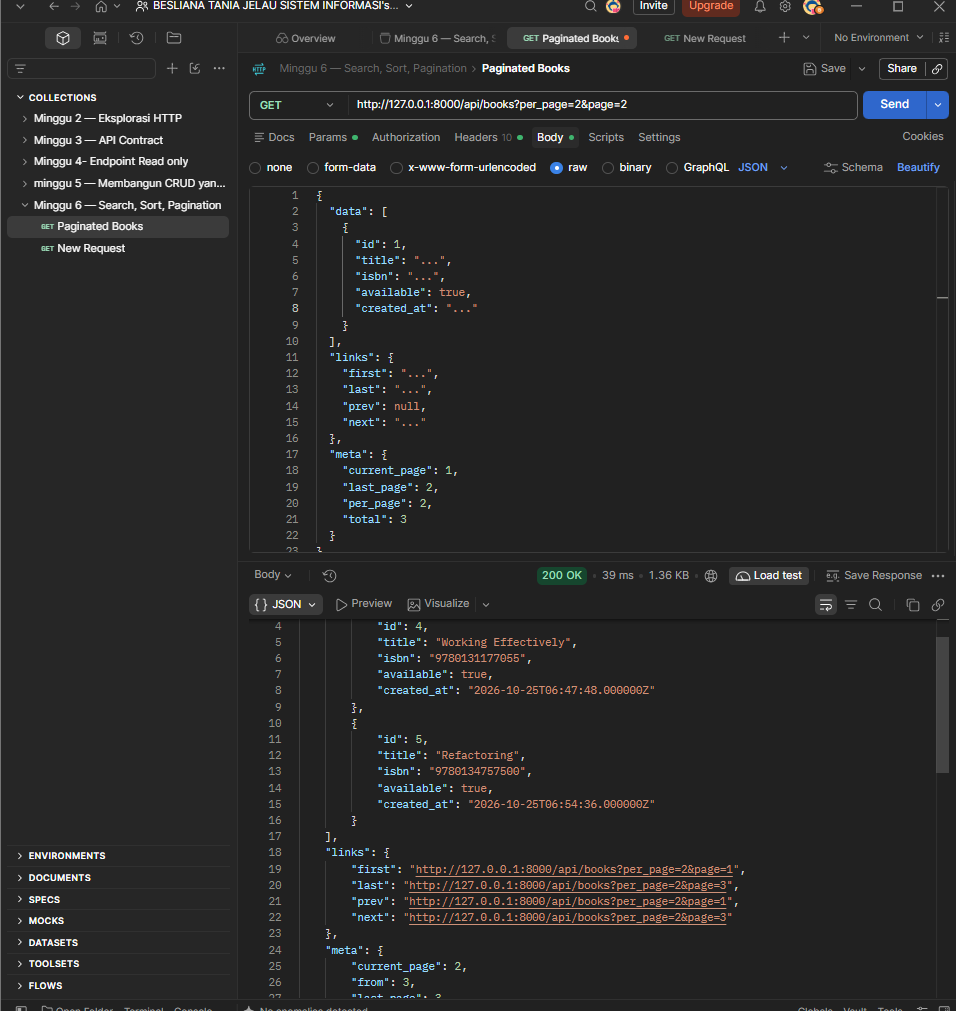 BESLIANA TANIA JELAU SISTEM INFORMASI's...
Invite
Upgrade
Overview
Minggu 6 — Search, S
GET Paginated Books
GET New Request
No Environment
COLLECTIONS
Minggu 2 — Eksplorasi HTTP
Minggu 3 — API Contract
Minggu 4- Endpoint Read only
minggu 5 — Membangun CRUD yan...
Minggu 6 — Search, Sort, Pagination
GET Paginated Books
GET New Request
ENVIRONMENTS
DOCUMENTS
SPECS
MOCKS
DATASETS
TOOLSETS
FLOWS
HTTP Minggu 6 — Search, Sort, Pagination > Paginated Books
Save
Share
GET http://127.0.0.1:8000/api/books?per_page=2&page=2
Send
Docs Params Authorization Headers 10 Body Scripts Settings Cookies
none form-data x-www-form-urlencoded raw binary GraphQL JSON Schema Beautify
1 {
2 "data": [
3 {
4 "id": 1,
5 "title": "...",
6 "isbn": "...",
7 "available": true,
8 "created_at": "..."
9 }
10 ],
11 "links": {
12 "first": "...",
13 "last": "...",
14 "prev": null,
15 "next": "..."
16 },
17 "meta": {
18 "current_page": 1,
19 "last_page": 2,
20 "per_page": 2,
21 "total": 3
22 }
23 }
Body 200 OK 39 ms 1.36 KB Load test e.g. Save Response
{} JSON Preview Visualize
4 "id": 4,
5 "title": "Working Effectively",
6 "isbn": "9780131177055",
7 "available": true,
8 "created_at": "2026-10-25T06:47:48.000000Z"
9 },
10 {
11 "id": 5,
12 "title": "Refactoring",
13 "isbn": "9780134757500",
14 "available": true,
15 "created_at": "2026-10-25T06:54:36.000000Z"
16 }
17 ],
18 "links": {
19 "first": "http://127.0.0.1:8000/api/books?per_page=2&page=1",
20 "last": "http://127.0.0.1:8000/api/books?per_page=2&page=3",
21 "prev": "http://127.0.0.1:8000/api/books?per_page=2&page=1",
22 "next": "http://127.0.0.1:8000/api/books?per_page=2&page=3"
23 },
24 "meta": {
25 "current_page": 2,
26 "from": 3,
27 "last_page": 3,
Open Folder Terminal Console No anomalies detected Globals Vault Tools